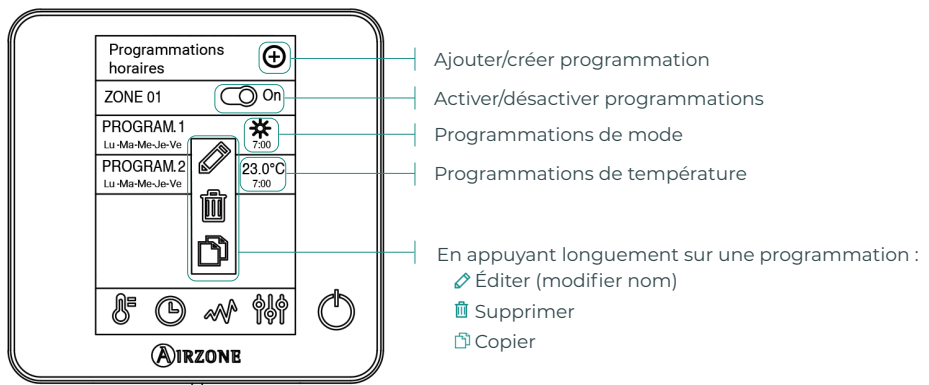 Programmations
horaires
Ajouter/créer programmation
ZONE 01
On
Activer/désactiver programmations
PROGRAM.1
Lu-Ma-Me-Je-Ve
7:00
Programmations de mode
PROGRAM.2
Lu-Ma-Me-Je-Ve
23.0°C
7:00
Programmations de température
En appuyant longuement sur une programmation :
Éditer (modifier nom)
Supprimer
Copier
AIRZONE